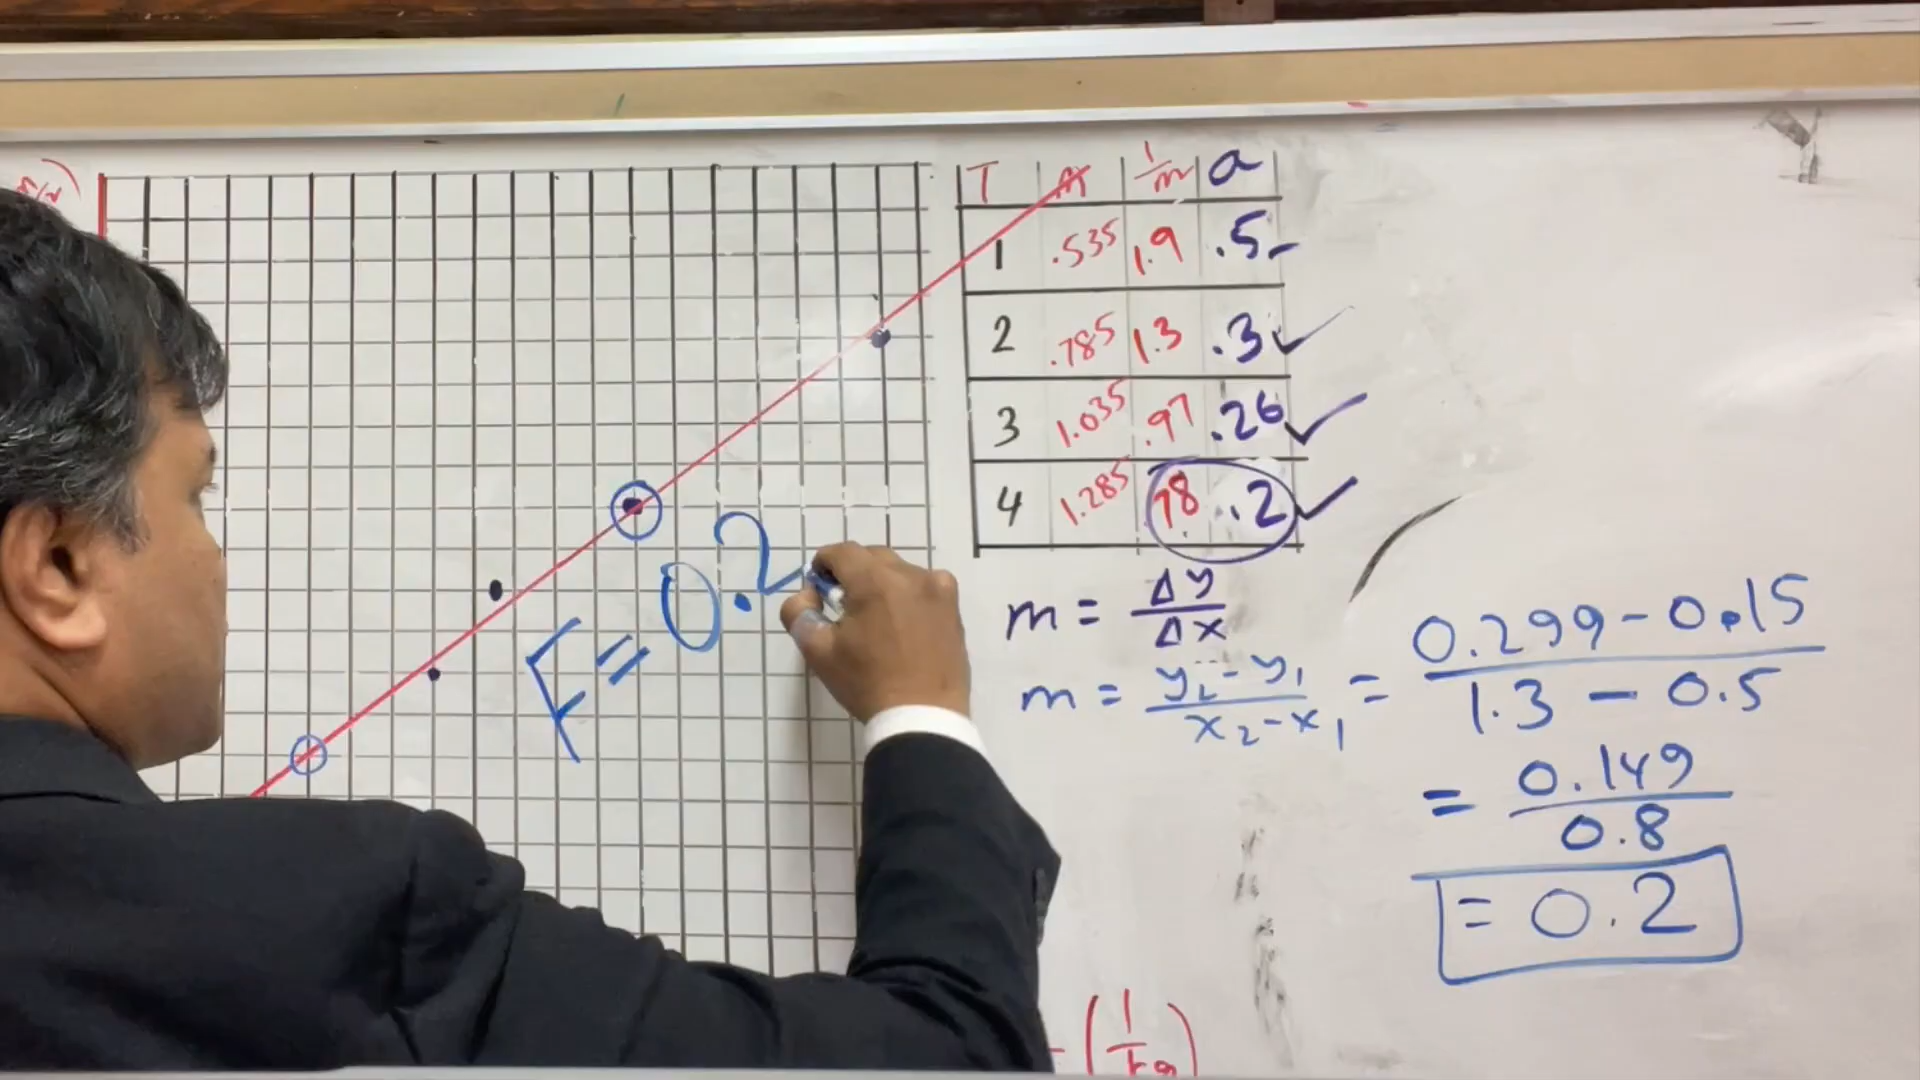 T m 1/m a
1 .535 1.9 .5
2 .785 1.3 .3 ✓
3 1.035 .97 .26 ✓
4 1.285 .78 .2 ✓
F = 0.2
m = Δy/Δx
m = y₂-y₁/x₂-x₁ = 0.299-0.15/1.3-0.5
= 0.149/0.8
= 0.2
(1/kg)